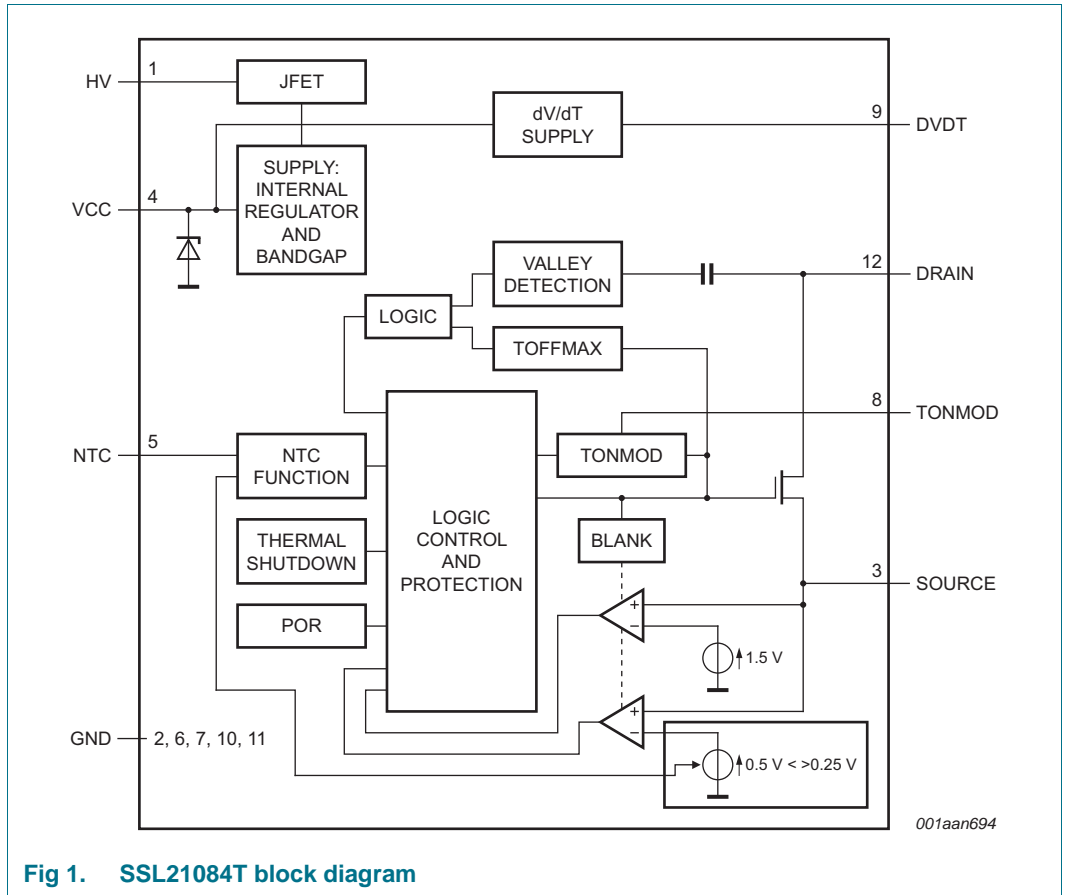 HV
1
JFET
dV/dT
SUPPLY
9
DVDT
SUPPLY:
INTERNAL
REGULATOR
AND
BANDGAP
VCC
4
VALLEY
DETECTION
12
DRAIN
LOGIC
TOFFMAX
8
TONMOD
NTC
5
NTC
FUNCTION
TONMOD
LOGIC
CONTROL
AND
PROTECTION
THERMAL
SHUTDOWN
BLANK
3
SOURCE
POR
+
−
1.5 V
+
−
0.5 V < >0.25 V
GND
2, 6, 7, 10, 11
001aan694
Fig 1. SSL21084T block diagram